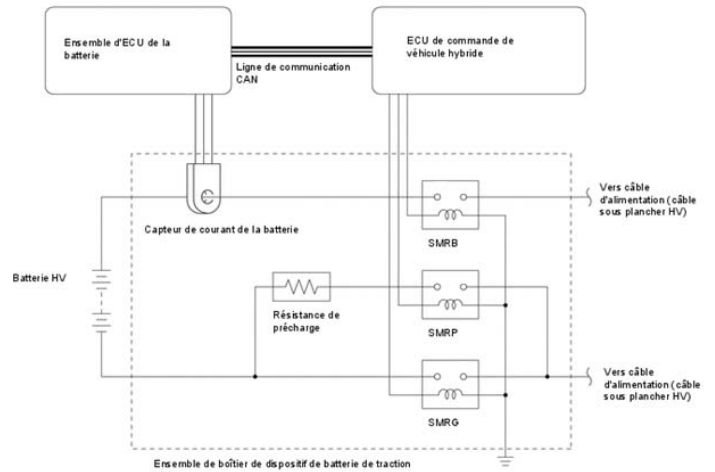 Ensemble d'ECU de la
batterie
Ligne de communication
CAN
ECU de commande de
véhicule hybride
Capteur de courant de la batterie
SMRB
Vers câble
d'alimentation (câble
sous plancher HV)
Batterie HV
Résistance de
précharge
SMRP
SMRG
Vers câble
d'alimentation (câble
sous plancher HV)
Ensemble de boîtier de dispositif de batterie de traction